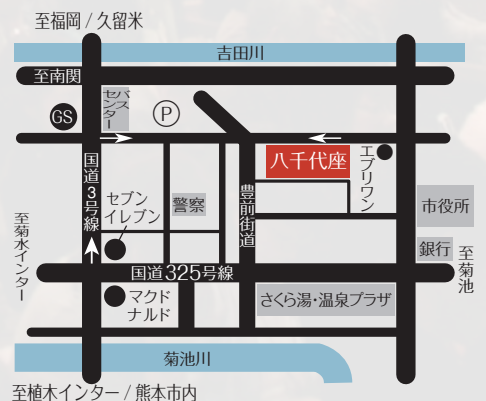 至福岡 / 久留米
吉田川
至南関
バス
センター
GS
P
八千代座
エブリワン
国道3号線
セブン
イレブン
警察
豊前街道
市役所
至菊水インター
銀行
至菊池
国道325号線
マクド
ナルド
さくら湯・温泉プラザ
菊池川
至植木インター / 熊本市内